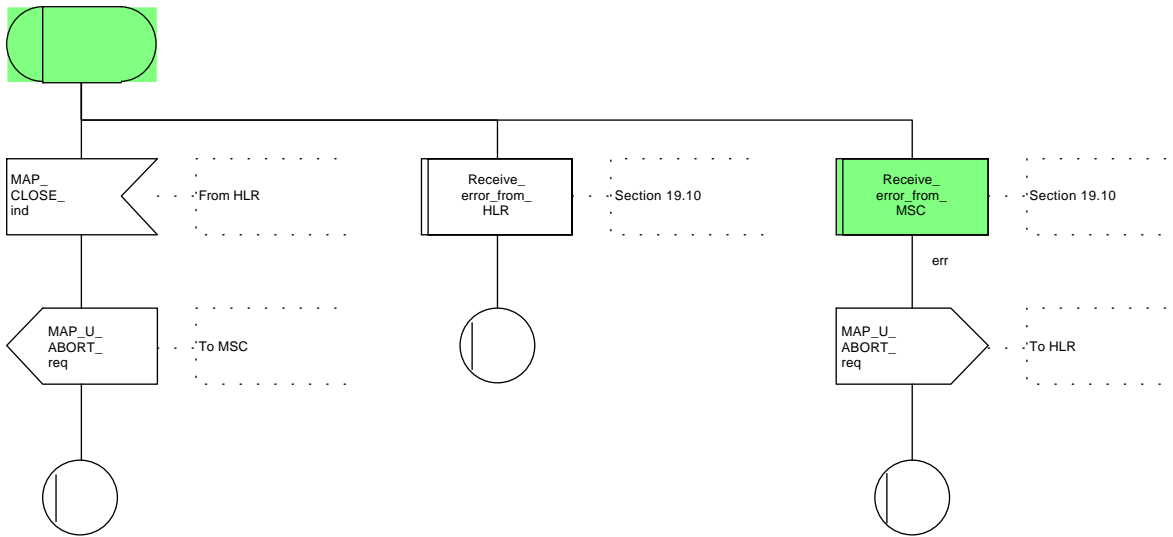 MAP_
CLOSE_
ind
From HLR
Receive_
error_from_
HLR
Section 19.10
Receive_
error_from_
MSC
Section 19.10
err
MAP_U_
ABORT_
req
To MSC
MAP_U_
ABORT_
req
To HLR